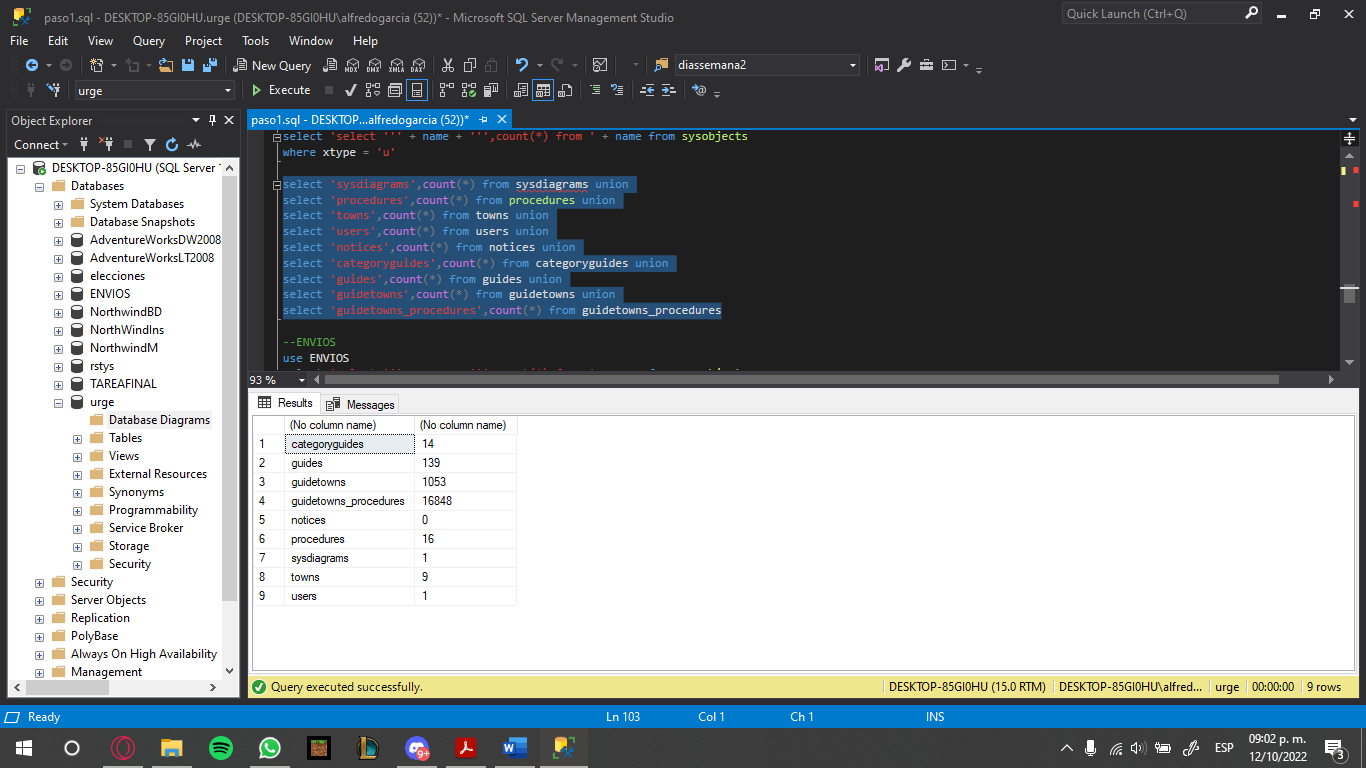 paso1.sql - DESKTOP-85GI0HU.urge (DESKTOP-85GI0HU\alfredogarcia (52))* - Microsoft SQL Server Management Studio
Quick Launch (Ctrl+Q)
File Edit View Query Project Tools Window Help
New Query MDX DMX XMLA DAX diassemana2
urge Execute
Object Explorer
Connect
DESKTOP-85GI0HU (SQL Server
Databases
System Databases
Database Snapshots
AdventureWorksDW2008
AdventureWorksLT2008
elecciones
ENVIOS
NorthwindBD
NorthWindIns
NorthwindM
rstys
TAREAFINAL
urge
Database Diagrams
Tables
Views
External Resources
Synonyms
Programmability
Service Broker
Storage
Security
Security
Server Objects
Replication
PolyBase
Always On High Availability
Management
paso1.sql - DESKTOP...alfredogarcia (52))*
select 'select ''' + name + ''',count(*) from ' + name from sysobjects
where xtype = 'u'
select 'sysdiagrams',count(*) from sysdiagrams union
select 'procedures',count(*) from procedures union
select 'towns',count(*) from towns union
select 'users',count(*) from users union
select 'notices',count(*) from notices union
select 'categoryguides',count(*) from categoryguides union
select 'guides',count(*) from guides union
select 'guidetowns',count(*) from guidetowns union
select 'guidetowns_procedures',count(*) from guidetowns_procedures
--ENVIOS
use ENVIOS
93 %
Results Messages
(No column name) (No column name)
1 categoryguides 14
2 guides 139
3 guidetowns 1053
4 guidetowns_procedures 16848
5 notices 0
6 procedures 16
7 sysdiagrams 1
8 towns 9
9 users 1
Query executed successfully. DESKTOP-85GI0HU (15.0 RTM) DESKTOP-85GI0HU\alfred... urge 00:00:00 9 rows
Ready Ln 103 Col 1 Ch 1 INS
9+ ESP 09:02 p. m.
12/10/2022 3